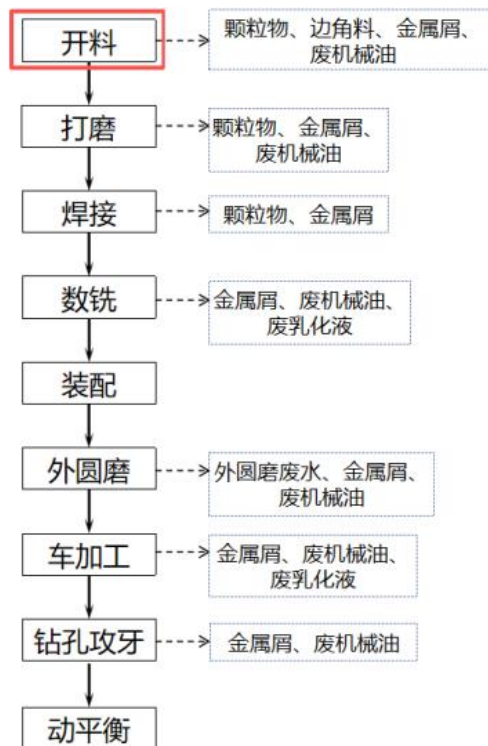 开料
颗粒物、边角料、金属屑、
废机械油
打磨
颗粒物、金属屑、
废机械油
焊接
颗粒物、金属屑
数铣
金属屑、废机械油、
废乳化液
装配
外圆磨
外圆磨废水、金属屑、
废机械油
车加工
金属屑、废机械油、
废乳化液
钻孔攻牙
金属屑、废机械油
动平衡